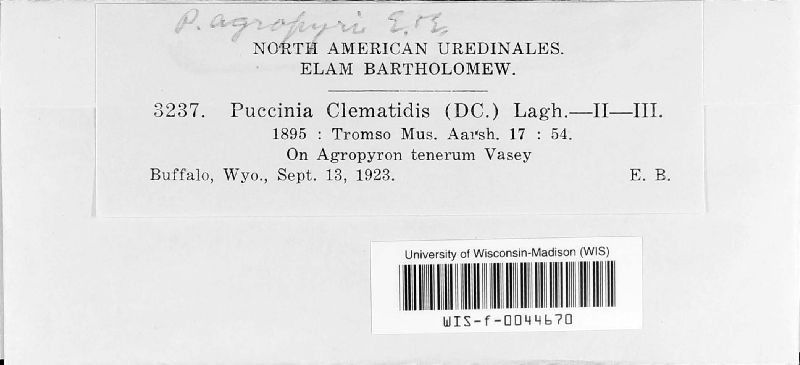 P. agropyri E. & E.
NORTH AMERICAN UREDINALES.
ELAM BARTHOLOMEW.
3237. Puccinia Clematidis (DC.) Lagh.—II—III.
1895 : Tromso Mus. Aarsh. 17 : 54.
On Agropyron tenerum Vasey
Buffalo, Wyo., Sept. 13, 1923. E. B.
University of Wisconsin-Madison (WIS)
WIS-f-0044670